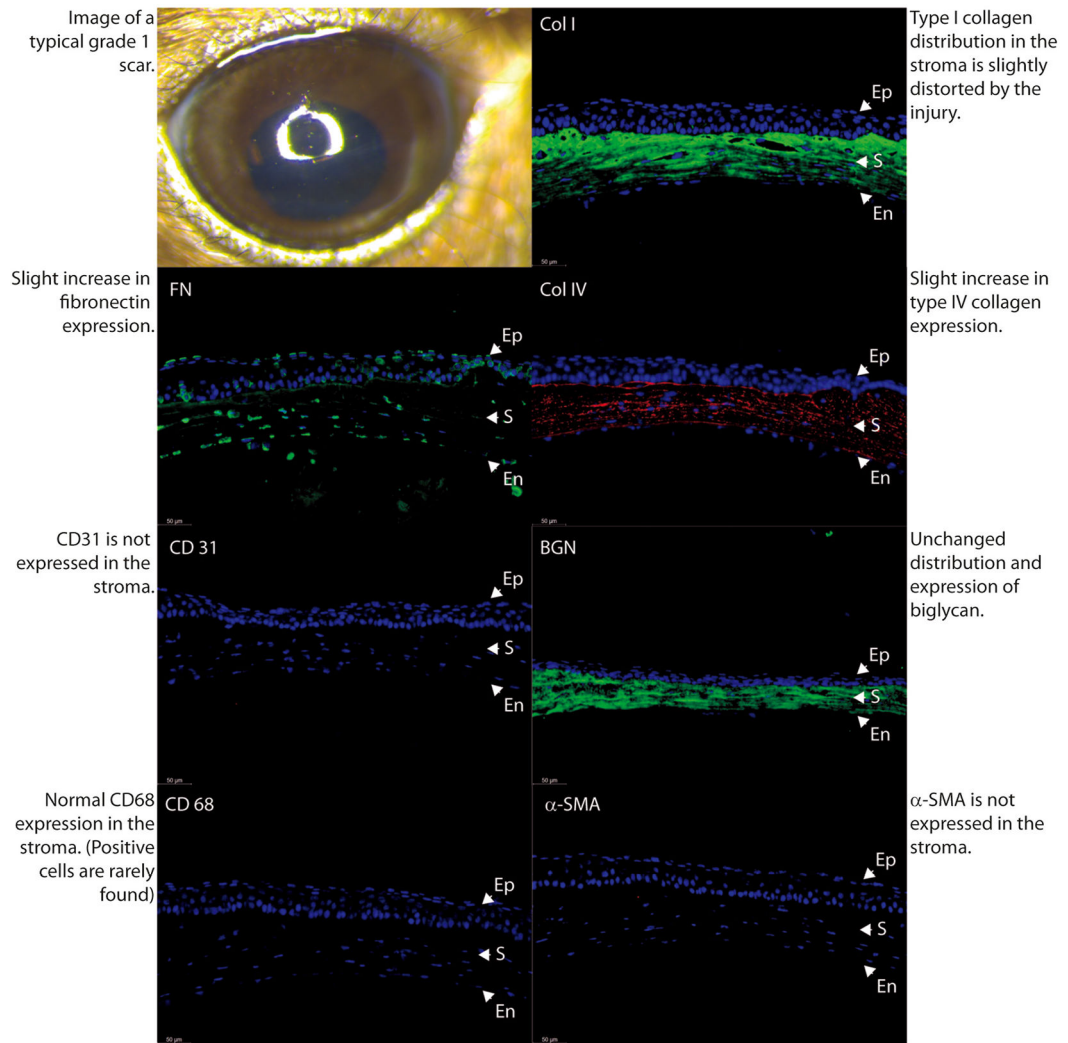 Image of a
typical grade 1
scar.
Col I
Ep
S
En
50 µm
Type I collagen
distribution in the
stroma is slightly
distorted by the
injury.
Slight increase in
fibronectin
expression.
FN
Ep
S
En
50 µm
Col IV
Ep
S
En
50 µm
Slight increase in
type IV collagen
expression.
CD31 is not
expressed in the
stroma.
CD 31
Ep
S
En
50 µm
BGN
Ep
S
En
50 µm
Unchanged
distribution and
expression of
biglycan.
Normal CD68
expression in the
stroma. (Positive
cells are rarely
found)
CD 68
Ep
S
En
50 µm
α-SMA
Ep
S
En
50 µm
α-SMA is not
expressed in the
stroma.